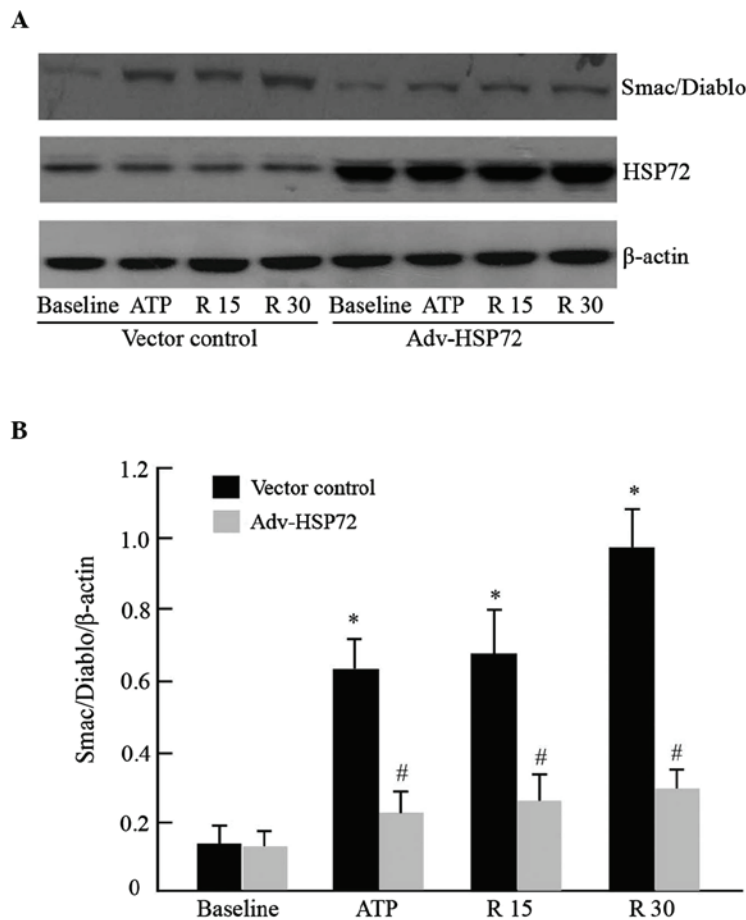 A
Smac/Diablo
HSP72
β-actin
Baseline ATP R 15 R 30 Baseline ATP R 15 R 30
Vector control Adv-HSP72
B
Smac/Diablo/β-actin
1.2
1.0
0.8
0.6
0.4
0.2
0
Vector control
Adv-HSP72
* * *
# # #
Baseline ATP R 15 R 30